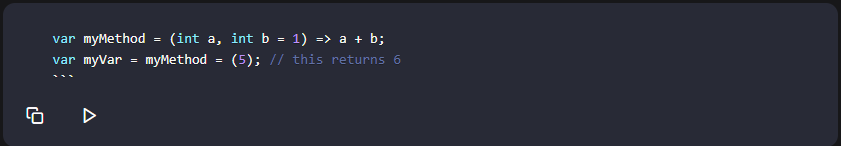 var myMethod = (int a, int b = 1) => a + b;
var myVar = myMethod = (5); // this returns 6
```